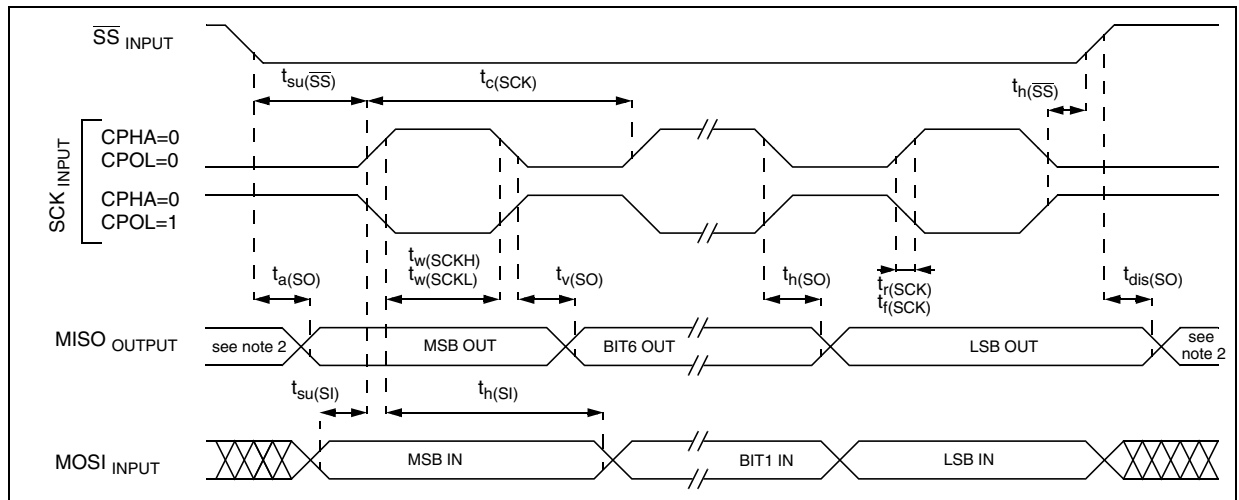 SS INPUT
tsu(SS)
tc(SCK)
th(SS)
SCK INPUT
CPHA=0
CPOL=0
CPHA=0
CPOL=1
ta(SO)
tw(SCKH)
tw(SCKL)
tv(SO)
th(SO)
tr(SCK)
tf(SCK)
tdis(SO)
MISO OUTPUT
see note 2
MSB OUT
BIT6 OUT
LSB OUT
see
note 2
tsu(SI)
th(SI)
MOSI INPUT
MSB IN
BIT1 IN
LSB IN